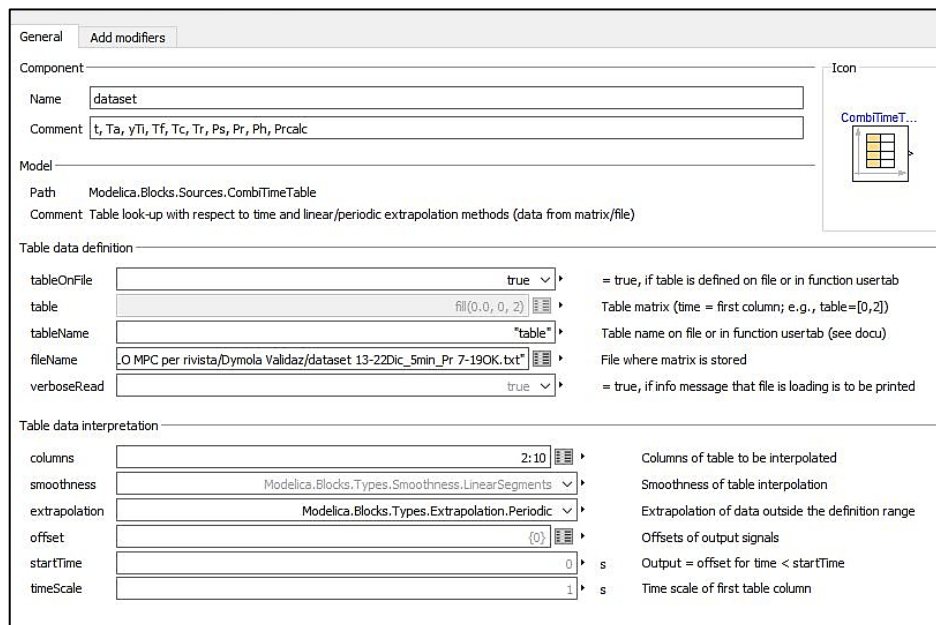 General Add modifiers
Component Icon
Name dataset
Comment t, Ta, yTi, Tf, Tc, Tr, Ps, Pr, Ph, Prcalc
CombiTimeT...
Model
Path Modelica.Blocks.Sources.CombiTimeTable
Comment Table look-up with respect to time and linear/periodic extrapolation methods (data from matrix/file)
Table data definition
tableOnFile true = true, if table is defined on file or in function usertab
table fill(0.0, 0, 2) Table matrix (time = first column; e.g., table=[0,2])
tableName "table" Table name on file or in function usertab (see docu)
fileName .O MPC per rivista/Dymola Validaz/dataset 13-22Dic_5min_Pr 7-19OK.txt" File where matrix is stored
verboseRead true = true, if info message that file is loading is to be printed
Table data interpretation
columns 2:10 Columns of table to be interpolated
smoothness Modelica.Blocks.Types.Smoothness.LinearSegments Smoothness of table interpolation
extrapolation Modelica.Blocks.Types.Extrapolation.Periodic Extrapolation of data outside the definition range
offset {0} Offsets of output signals
startTime 0 s Output = offset for time < startTime
timeScale 1 s Time scale of first table column